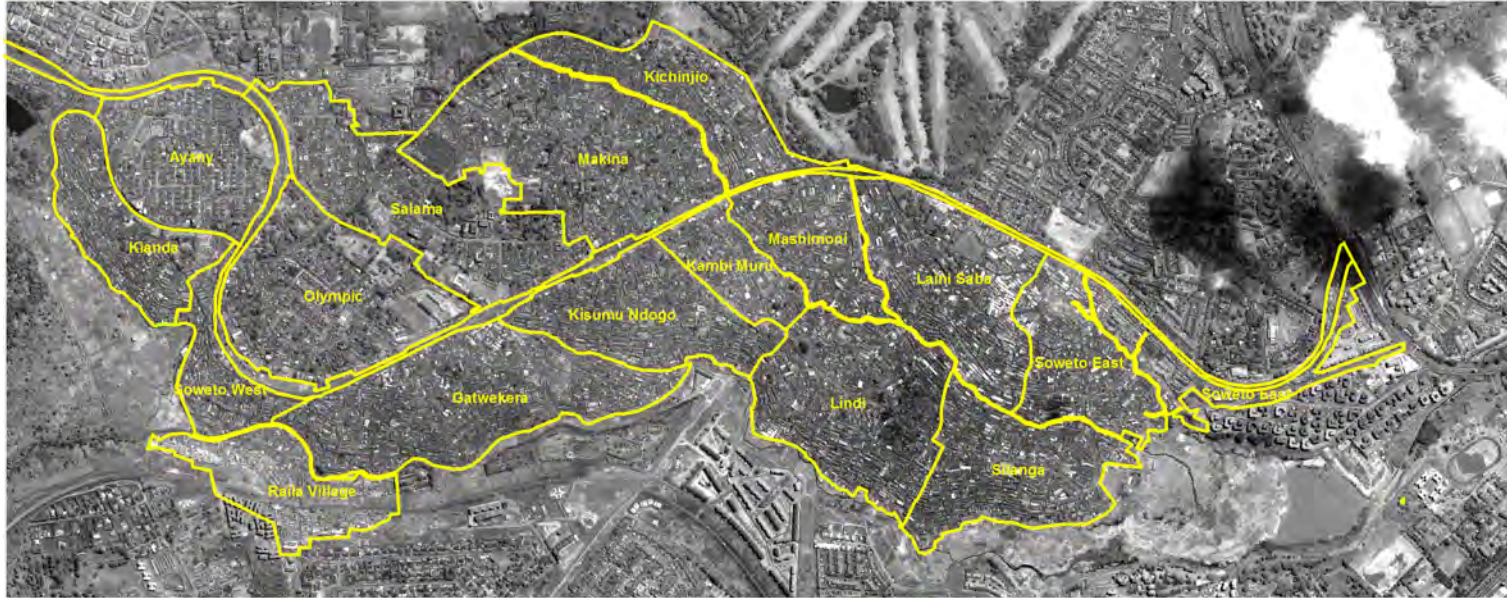 Kichinjio
Ayany
Makina
Salama
Kianda
Mashimoni
Kambi Muru
Laini Saba
Olympic
Kisumu Ndogo
Soweto East
Soweto West
Gatwekera
Lindi
Soweto East
Silanga
Raila Village